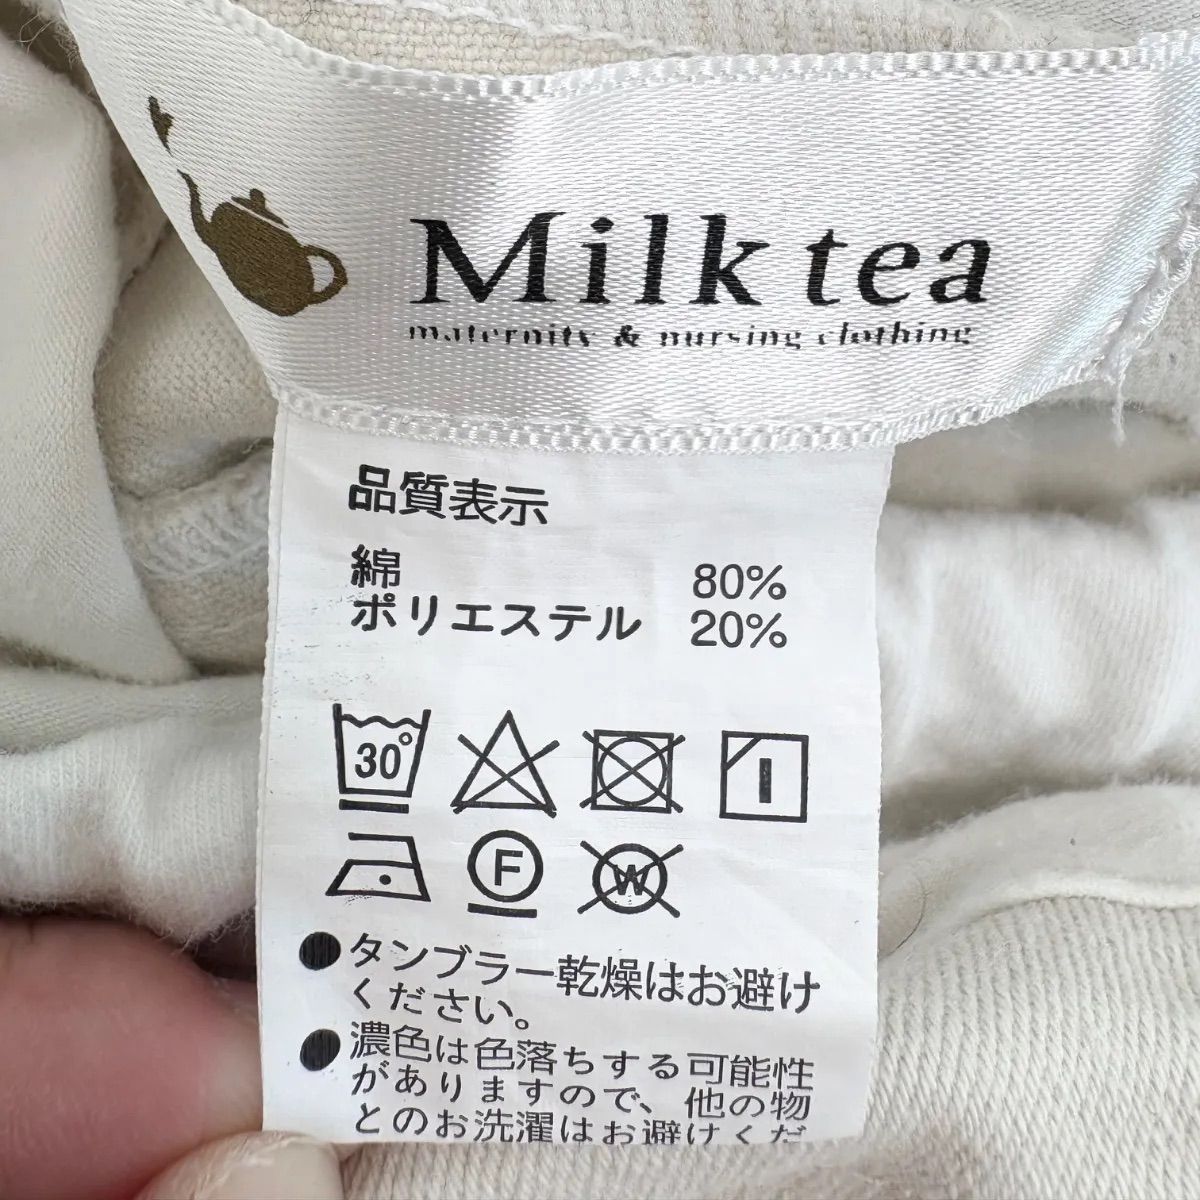 Milk tea
maternity & nursing clothing
品質表示
綿 80%
ポリエステル 20%
30°
F
W
●タンブラー乾燥はお避け
ください。
●濃色は色落ちする可能性
がありますので、他の物
とのお洗濯はお避けくだ